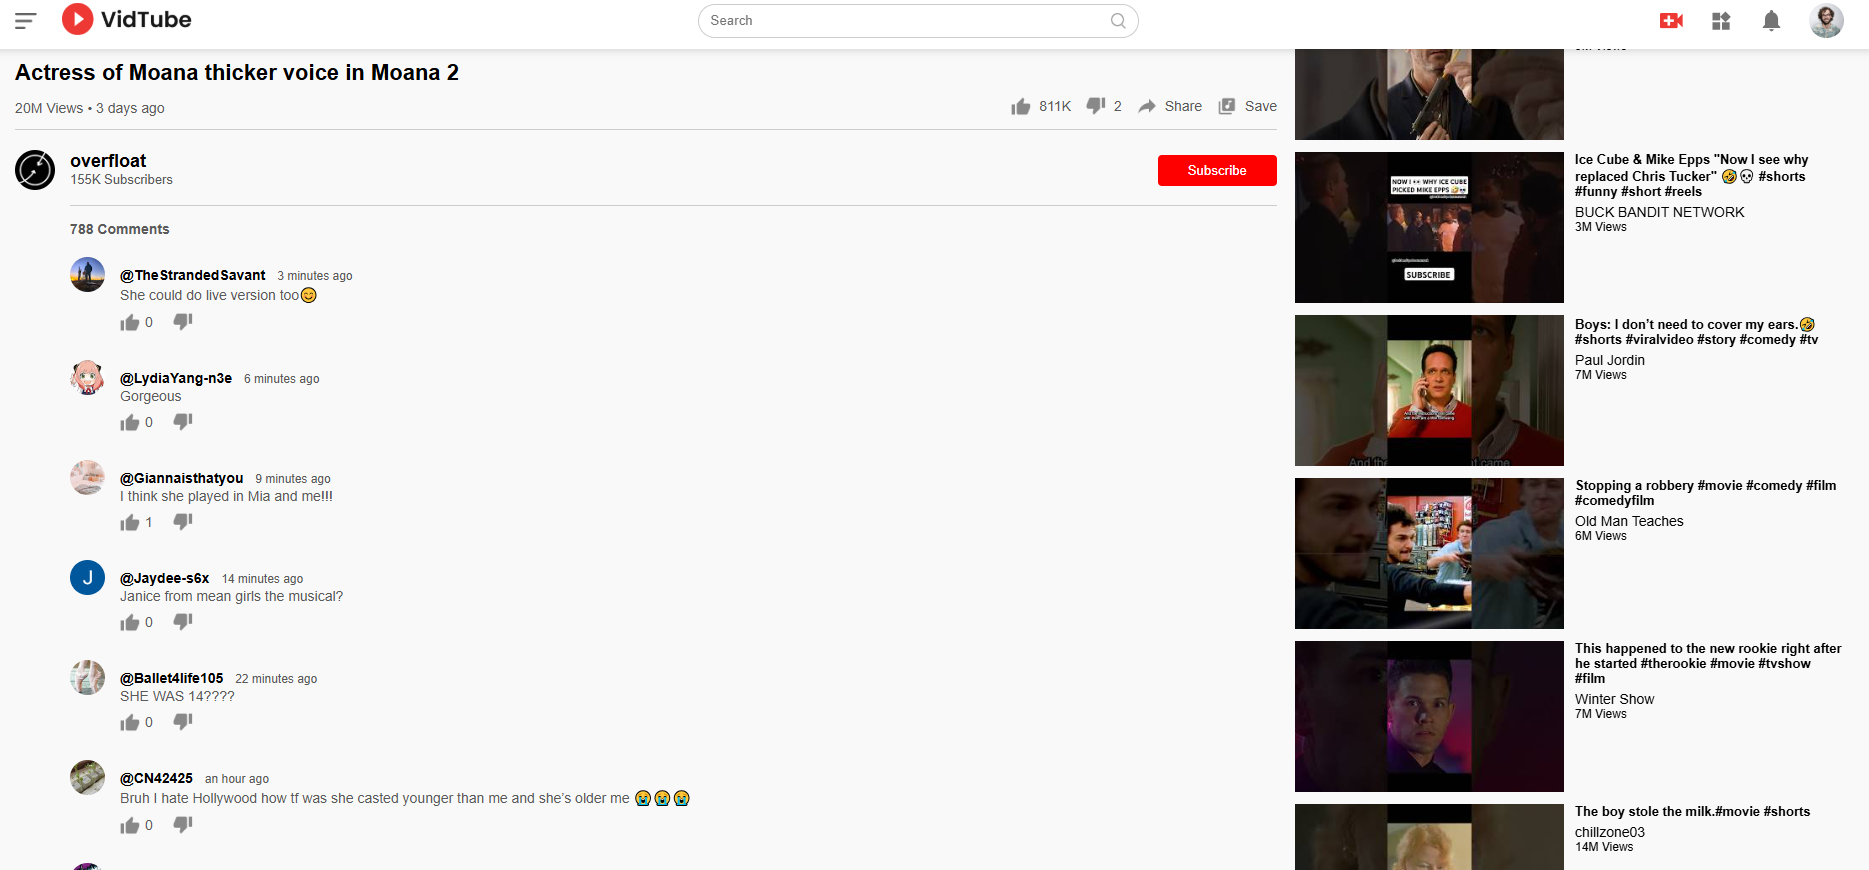 VidTube
Search
Actress of Moana thicker voice in Moana 2
20M Views • 3 days ago
811K
2
Share
Save
overfloat
155K Subscribers
Subscribe
788 Comments
@TheStrandedSavant 3 minutes ago
She could do live version too😊
0
@LydiaYang-n3e 6 minutes ago
Gorgeous
0
@Giannaisthatyou 9 minutes ago
I think she played in Mia and me!!!
1
J
@Jaydee-s6x 14 minutes ago
Janice from mean girls the musical?
0
@Ballet4life105 22 minutes ago
SHE WAS 14????
0
@CN42425 an hour ago
Bruh I hate Hollywood how tf was she casted younger than me and she’s older me 😭😭😭
0
NOW I 👀 WHY ICE CUBE
PICKED MIKE EPPS
SUBSCRIBE
Ice Cube & Mike Epps "Now I see why
replaced Chris Tucker" 🤣💀 #shorts
#funny #short #reels
BUCK BANDIT NETWORK
3M Views
And the
came
Boys: I don’t need to cover my ears.🤣
#shorts #viralvideo #story #comedy #tv
Paul Jordin
7M Views
Stopping a robbery #movie #comedy #film
#comedyfilm
Old Man Teaches
6M Views
This happened to the new rookie right after
he started #therookie #movie #tvshow
#film
Winter Show
7M Views
The boy stole the milk.#movie #shorts
chillzone03
14M Views